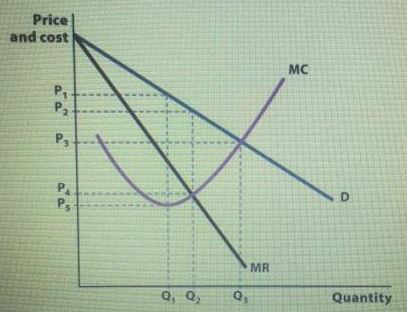 Price
and cost
MC
P₁
P₂
P₃
P₄
P₅
D
MR
Q₁ Q₂ Q₃ Quantity